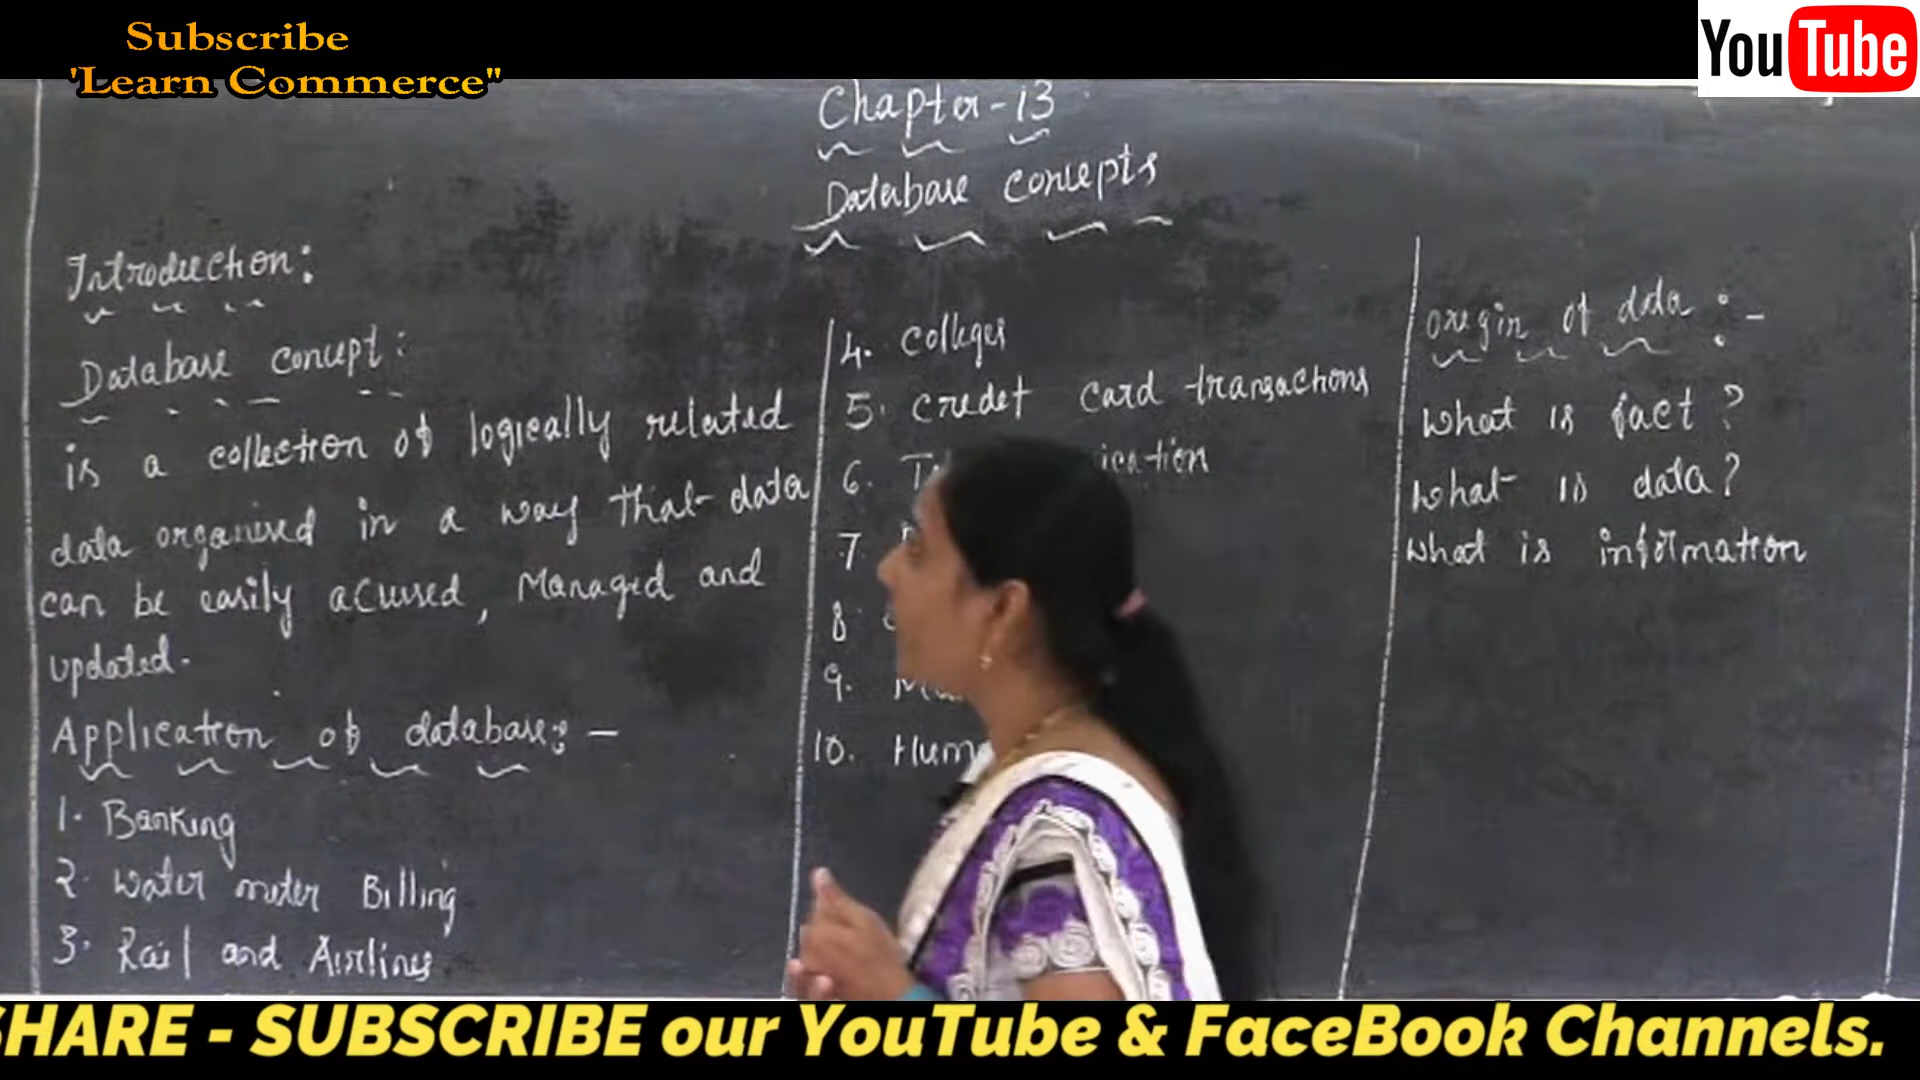 Subscribe
'Learn Commerce"
YouTube
Chapter-13
Database concepts
Introduction:
Database concept:
is a collection of logically related
data organised in a way that data
can be easily accessed, Managed and
updated.
Application of database:-
1. Banking
2. Water meter Billing
3. Rail and Airlines
4. Colleges
5. credit card transactions
6.
7
8
9.
10.
origin of data :-
What is fact?
What is data?
What is information
SHARE - SUBSCRIBE our YouTube & FaceBook Channels.